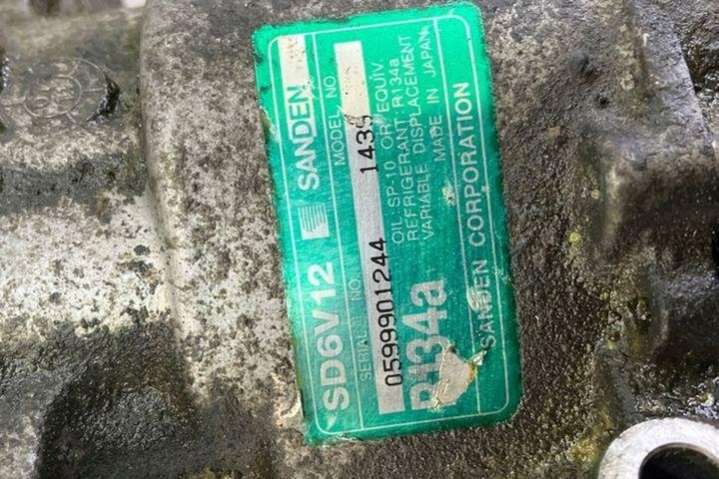 SD6V12 SANDEN
SERIAL NO. MODEL NO.
0599901244 1435
OIL: SP-10 OR EQUIV.
R134a REFRIGERANT: R134a
VARIABLE DISPLACEMENT
MADE IN JAPAN
SANDEN CORPORATION